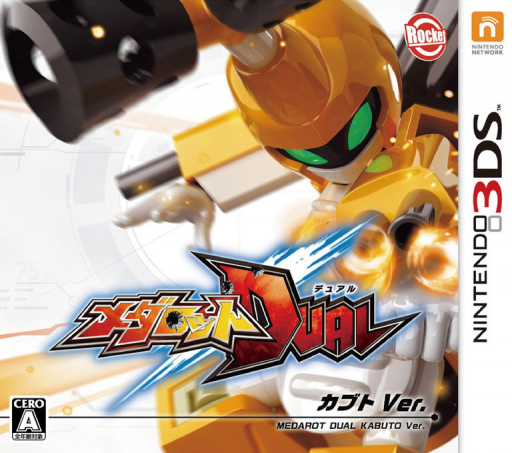 Rocket
n
NINTENDO
NETWORK
NINTENDO 3DS™
デュアル
メダロット DUAL
カブト Ver.
MEDAROT DUAL KABUTO Ver.
CERO
A
全年齢対象